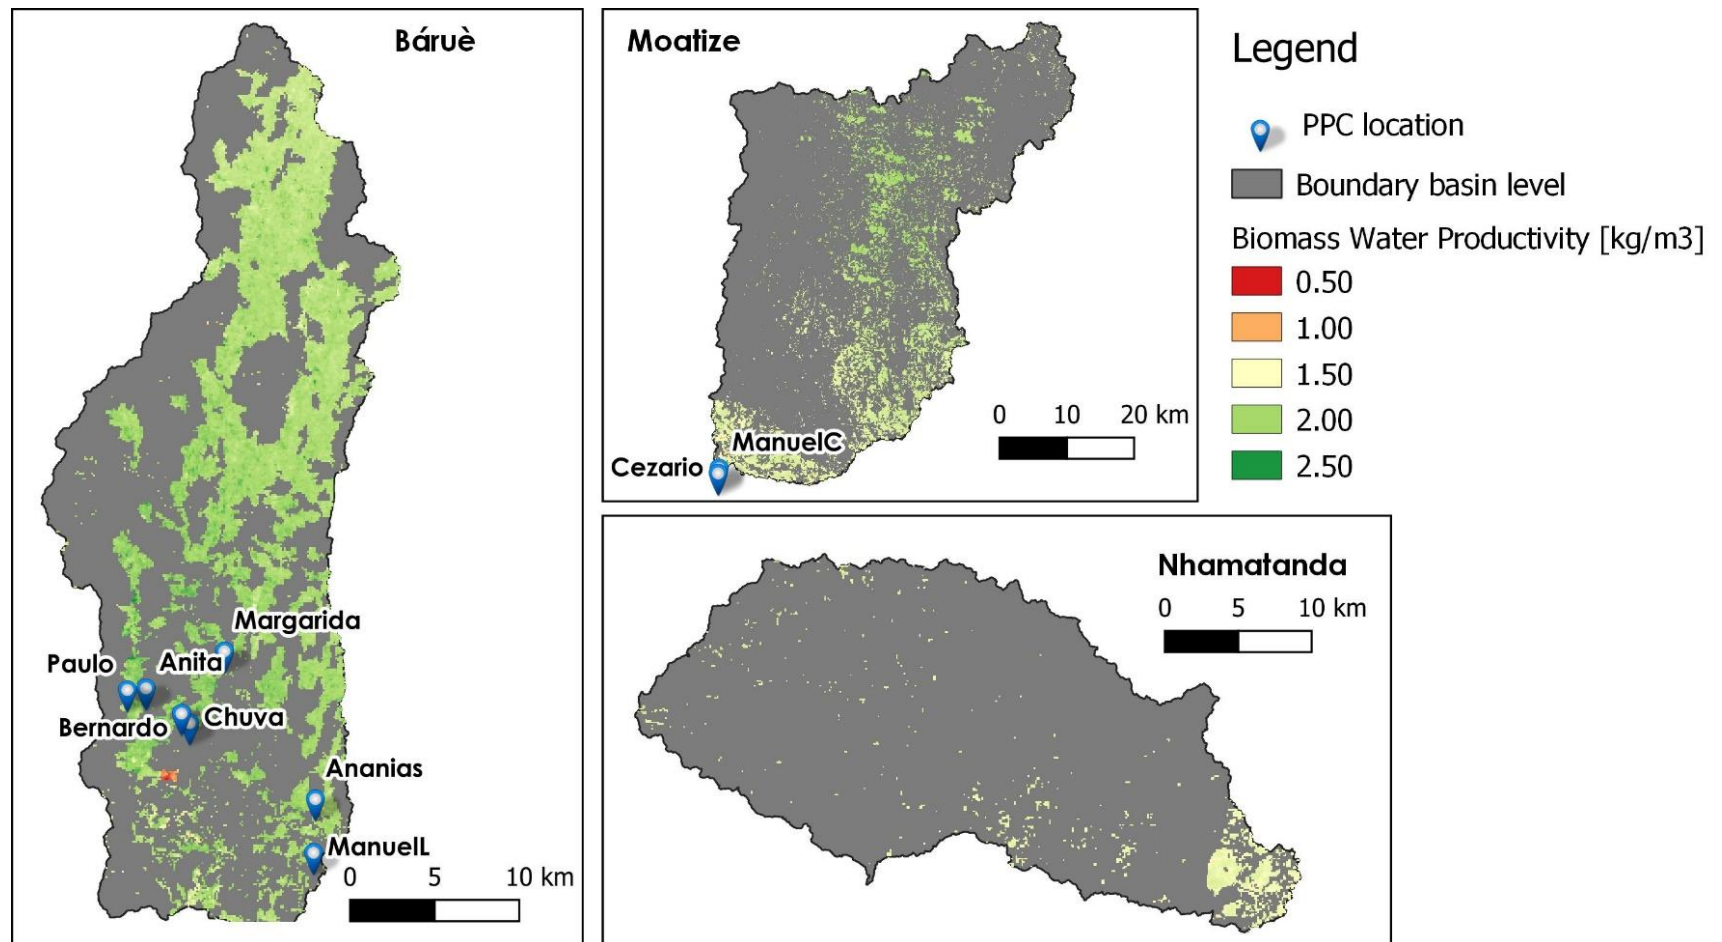 Báruè
Margarida
Paulo
Anita
Bernardo
Chuva
Ananias
ManuelL
0 5 10 km
Moatize
0 10 20 km
ManuelC
Cezario
Nhamatanda
0 5 10 km
Legend
PPC location
Boundary basin level
Biomass Water Productivity [kg/m3]
0.50
1.00
1.50
2.00
2.50